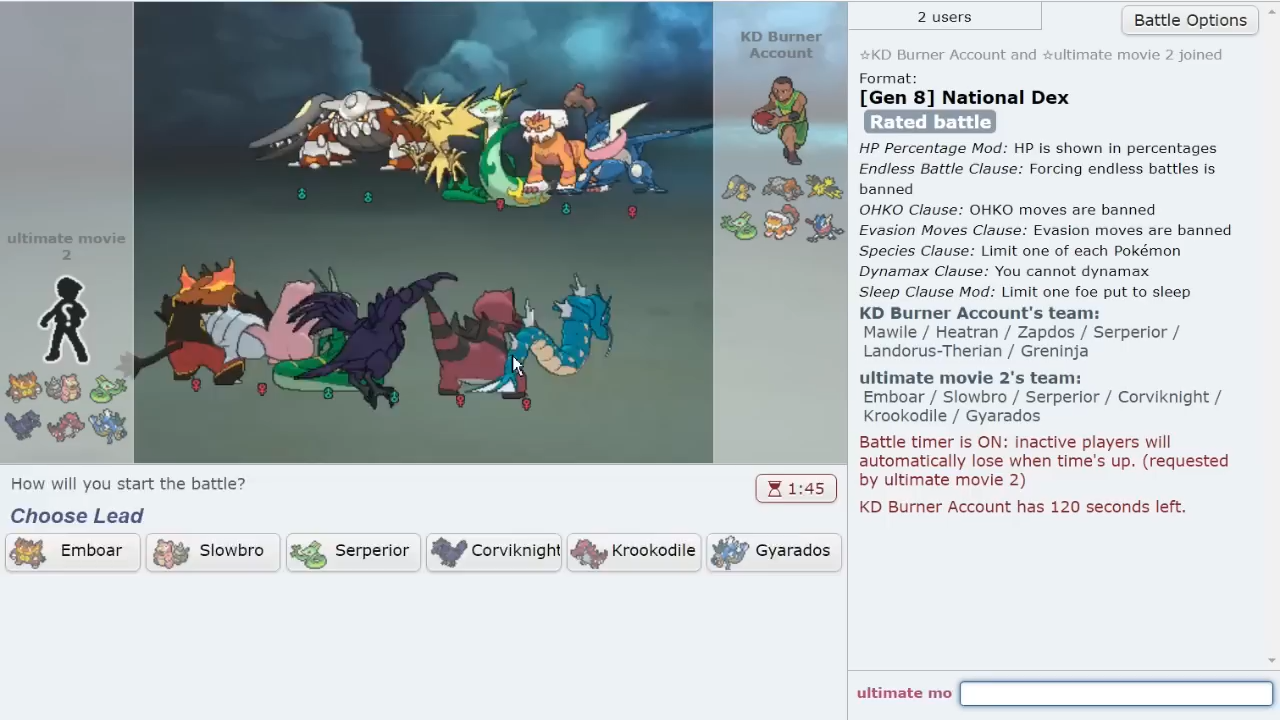 KD Burner
Account
ultimate movie
2
How will you start the battle?
1:45
Choose Lead
Emboar
Slowbro
Serperior
Corviknight
Krookodile
Gyarados
2 users
Battle Options
☆KD Burner Account and ☆ultimate movie 2 joined
Format:
[Gen 8] National Dex
Rated battle
HP Percentage Mod: HP is shown in percentages
Endless Battle Clause: Forcing endless battles is
banned
OHKO Clause: OHKO moves are banned
Evasion Moves Clause: Evasion moves are banned
Species Clause: Limit one of each Pokémon
Dynamax Clause: You cannot dynamax
Sleep Clause Mod: Limit one foe put to sleep
KD Burner Account's team:
Mawile / Heatran / Zapdos / Serperior /
Landorus-Therian / Greninja
ultimate movie 2's team:
Emboar / Slowbro / Serperior / Corviknight /
Krookodile / Gyarados
Battle timer is ON: inactive players will
automatically lose when time's up. (requested
by ultimate movie 2)
KD Burner Account has 120 seconds left.
ultimate mo